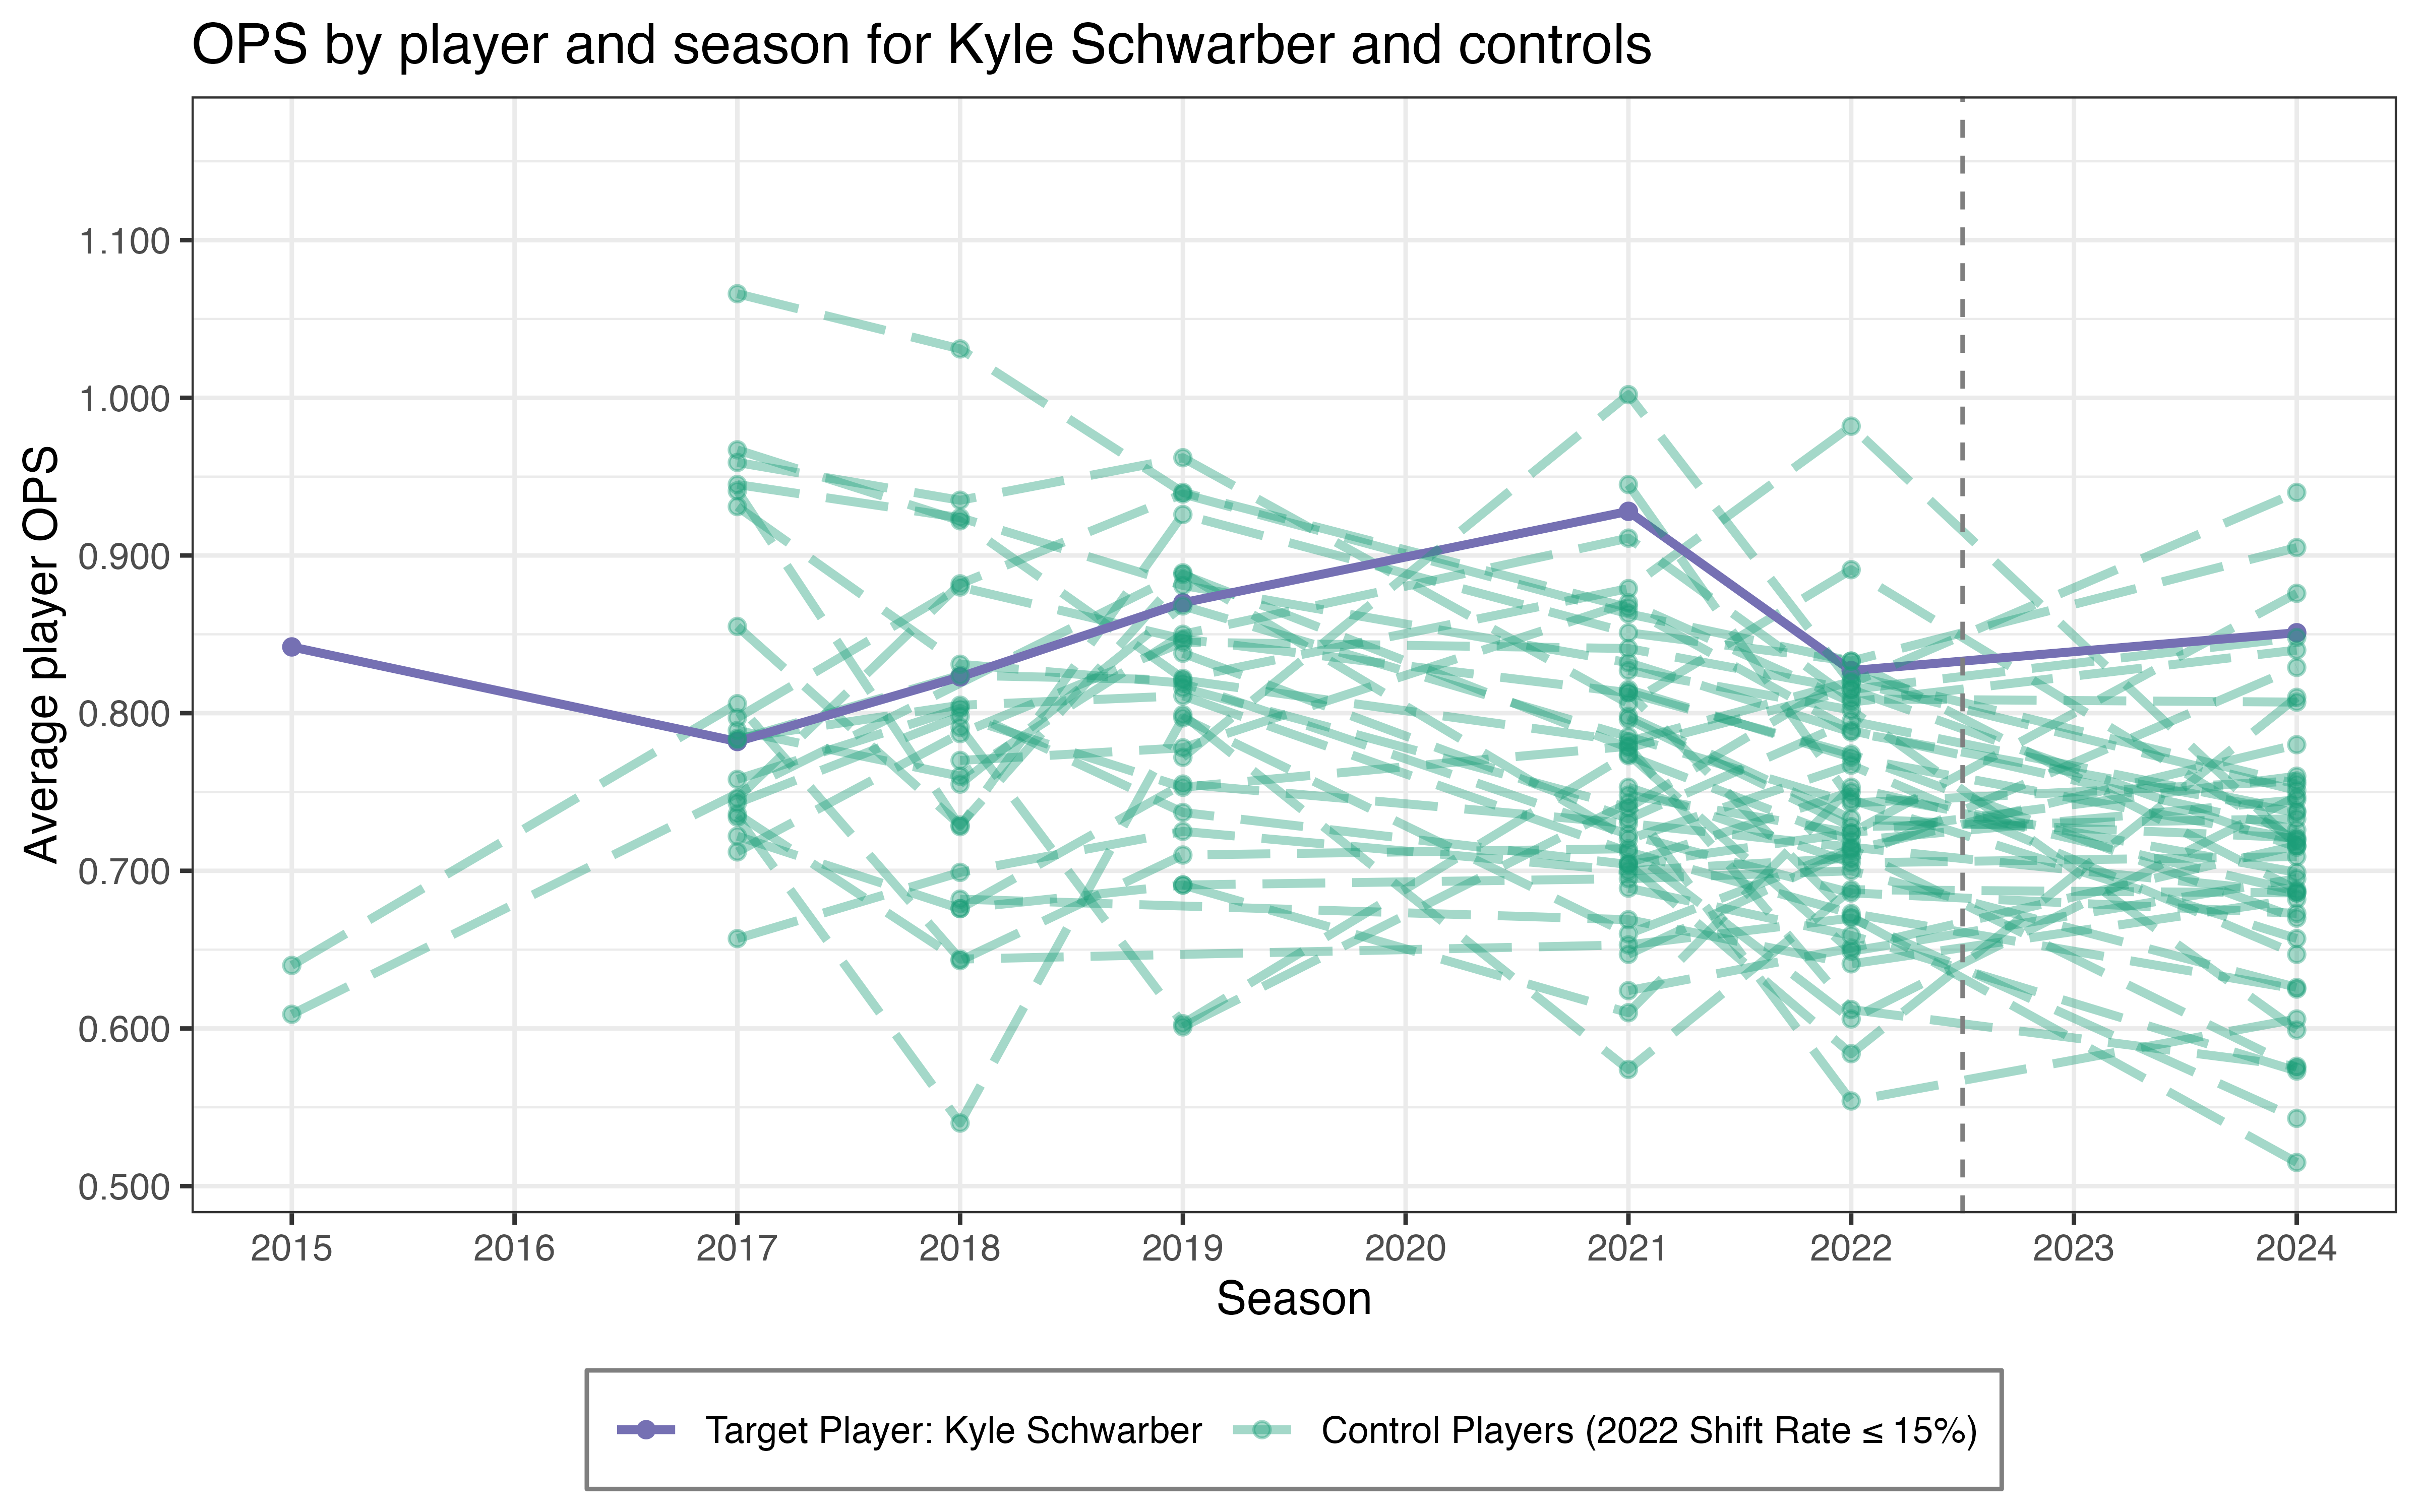 OPS by player and season for Kyle Schwarber and controls
Average player OPS
1.100
1.000
0.900
0.800
0.700
0.600
0.500
2015 2016 2017 2018 2019 2020 2021 2022 2023 2024
Season
Target Player: Kyle Schwarber Control Players (2022 Shift Rate ≤ 15%)